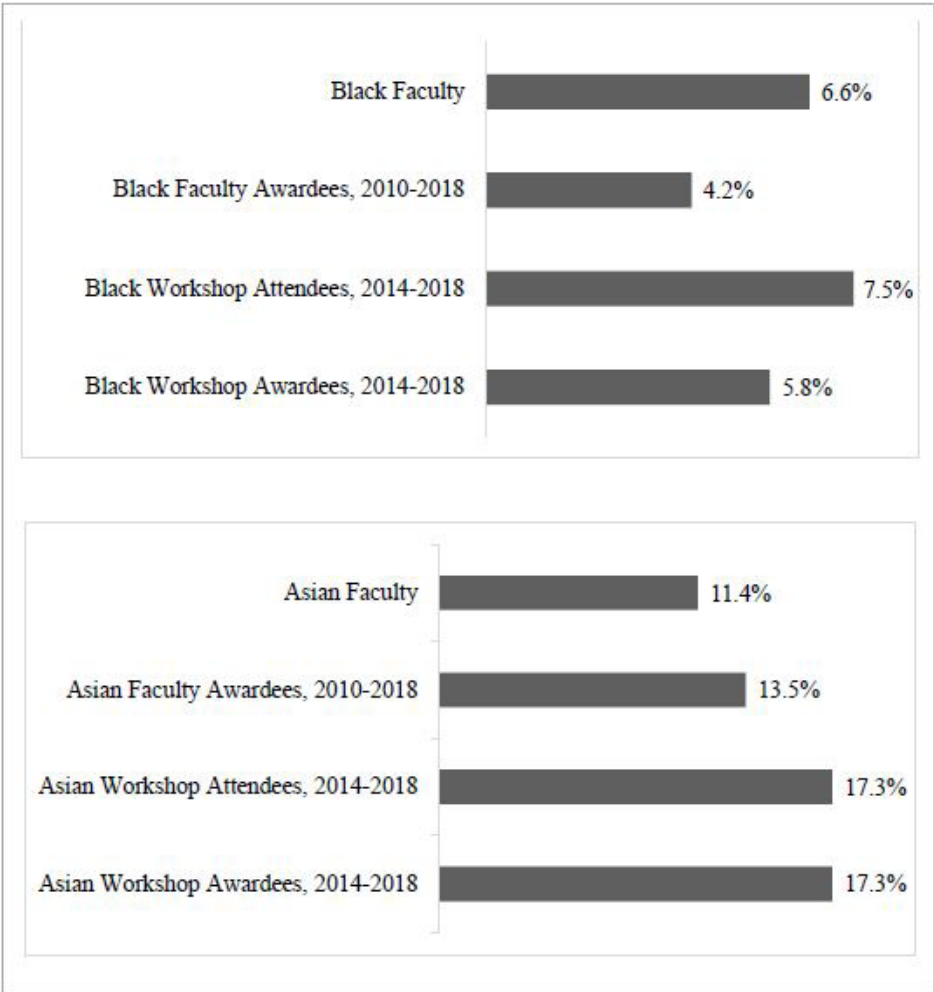 Black Faculty 6.6%
Black Faculty Awardees, 2010-2018 4.2%
Black Workshop Attendees, 2014-2018 7.5%
Black Workshop Awardees, 2014-2018 5.8%
Asian Faculty 11.4%
Asian Faculty Awardees, 2010-2018 13.5%
Asian Workshop Attendees, 2014-2018 17.3%
Asian Workshop Awardees, 2014-2018 17.3%